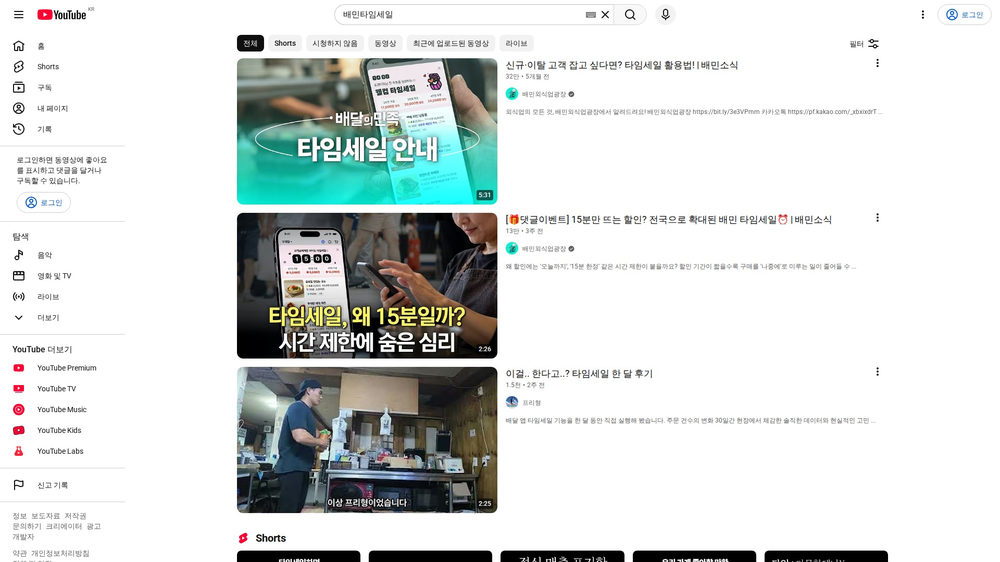 YouTube KR
배민타임세일
로그인
홈
Shorts
구독
내 페이지
기록
로그인하면 동영상에 좋아요
를 표시하고 댓글을 달거나
구독할 수 있습니다.
로그인
탐색
음악
영화 및 TV
라이브
더보기
YouTube 더보기
YouTube Premium
YouTube TV
YouTube Music
YouTube Kids
YouTube Labs
신고 기록
정보 보도자료 저작권
문의하기 크리에이터 광고
개발자
약관 개인정보처리방침
전체 Shorts 시청하지 않음 동영상 최근에 업로드된 동영상 라이브
필터
배달의민족
타임세일 안내
5:31
신규·이탈 고객 잡고 싶다면? 타임세일 활용법! | 배민소식
32만 • 5개월 전
배민외식업광장
외식업의 모든 것, 배민외식업광장에서 알려드려요! 배민외식업광장 https://bit.ly/3e3VPmm 카카오톡 https://pf.kakao.com/_xbxixdrT ...
15:00
타임세일, 왜 15분일까?
시간 제한에 숨은 심리
2:26
[🎁댓글이벤트] 15분만 뜨는 할인? 전국으로 확대된 배민 타임세일⏰ | 배민소식
13만 • 3주 전
배민외식업광장
왜 할인에는 '오늘까지', '15분 한정' 같은 시간 제한이 붙을까요? 할인 기간이 짧을수록 구매를 '나중에'로 미루는 일이 줄어들 수 ...
이상 프리형이었습니다
2:25
이걸.. 한다고..? 타임세일 한 달 후기
1.5천 • 2주 전
프리형
배달 앱 타임세일 기능을 한 달 동안 직접 실행해 봤습니다. 주문 건수의 변화 30일간 현장에서 체감한 솔직한 데이터와 현실적인 고민 ...
Shorts